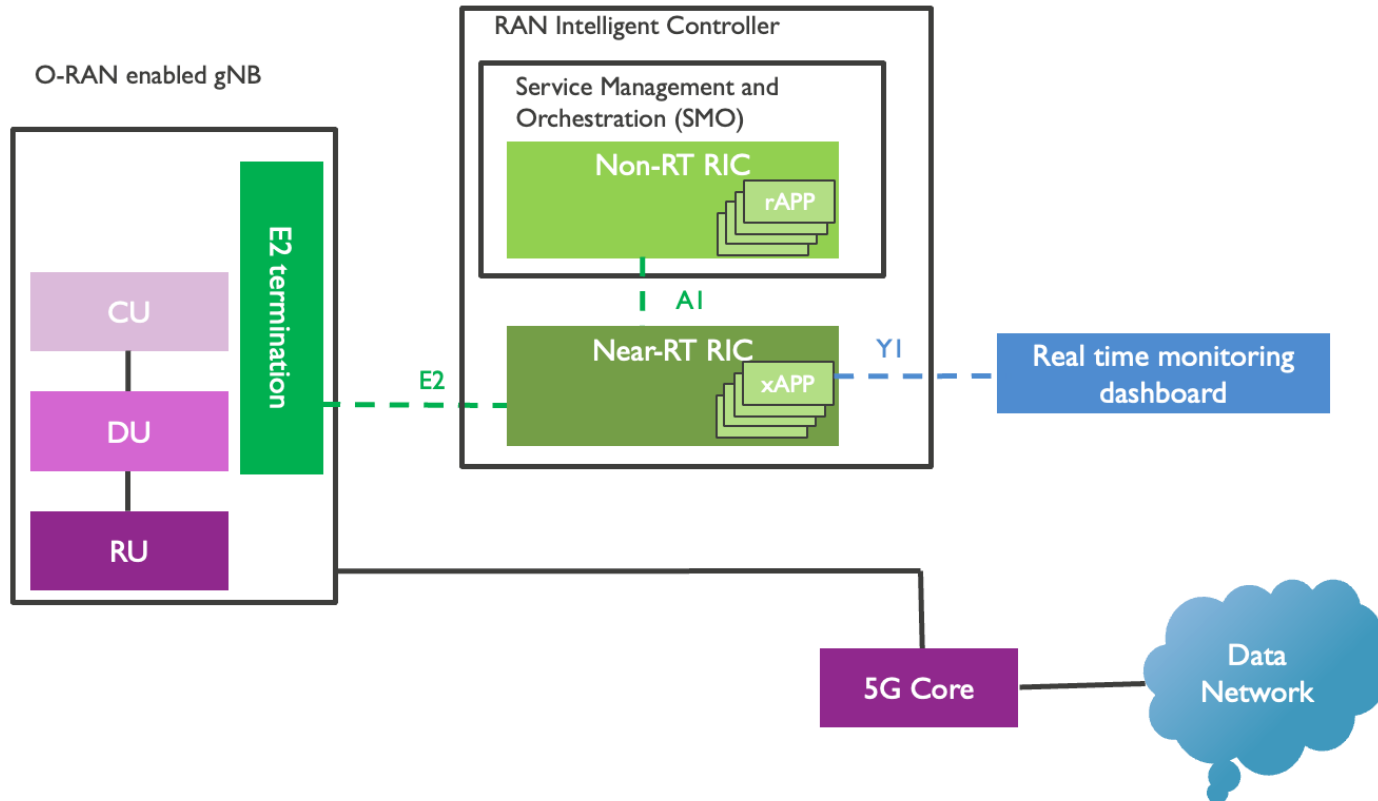 RAN Intelligent Controller
O-RAN enabled gNB
Service Management and
Orchestration (SMO)
Non-RT RIC
rAPP
E2 termination
CU
A1
Near-RT RIC
Y1
Real time monitoring
dashboard
E2
xAPP
DU
RU
Data
Network
5G Core